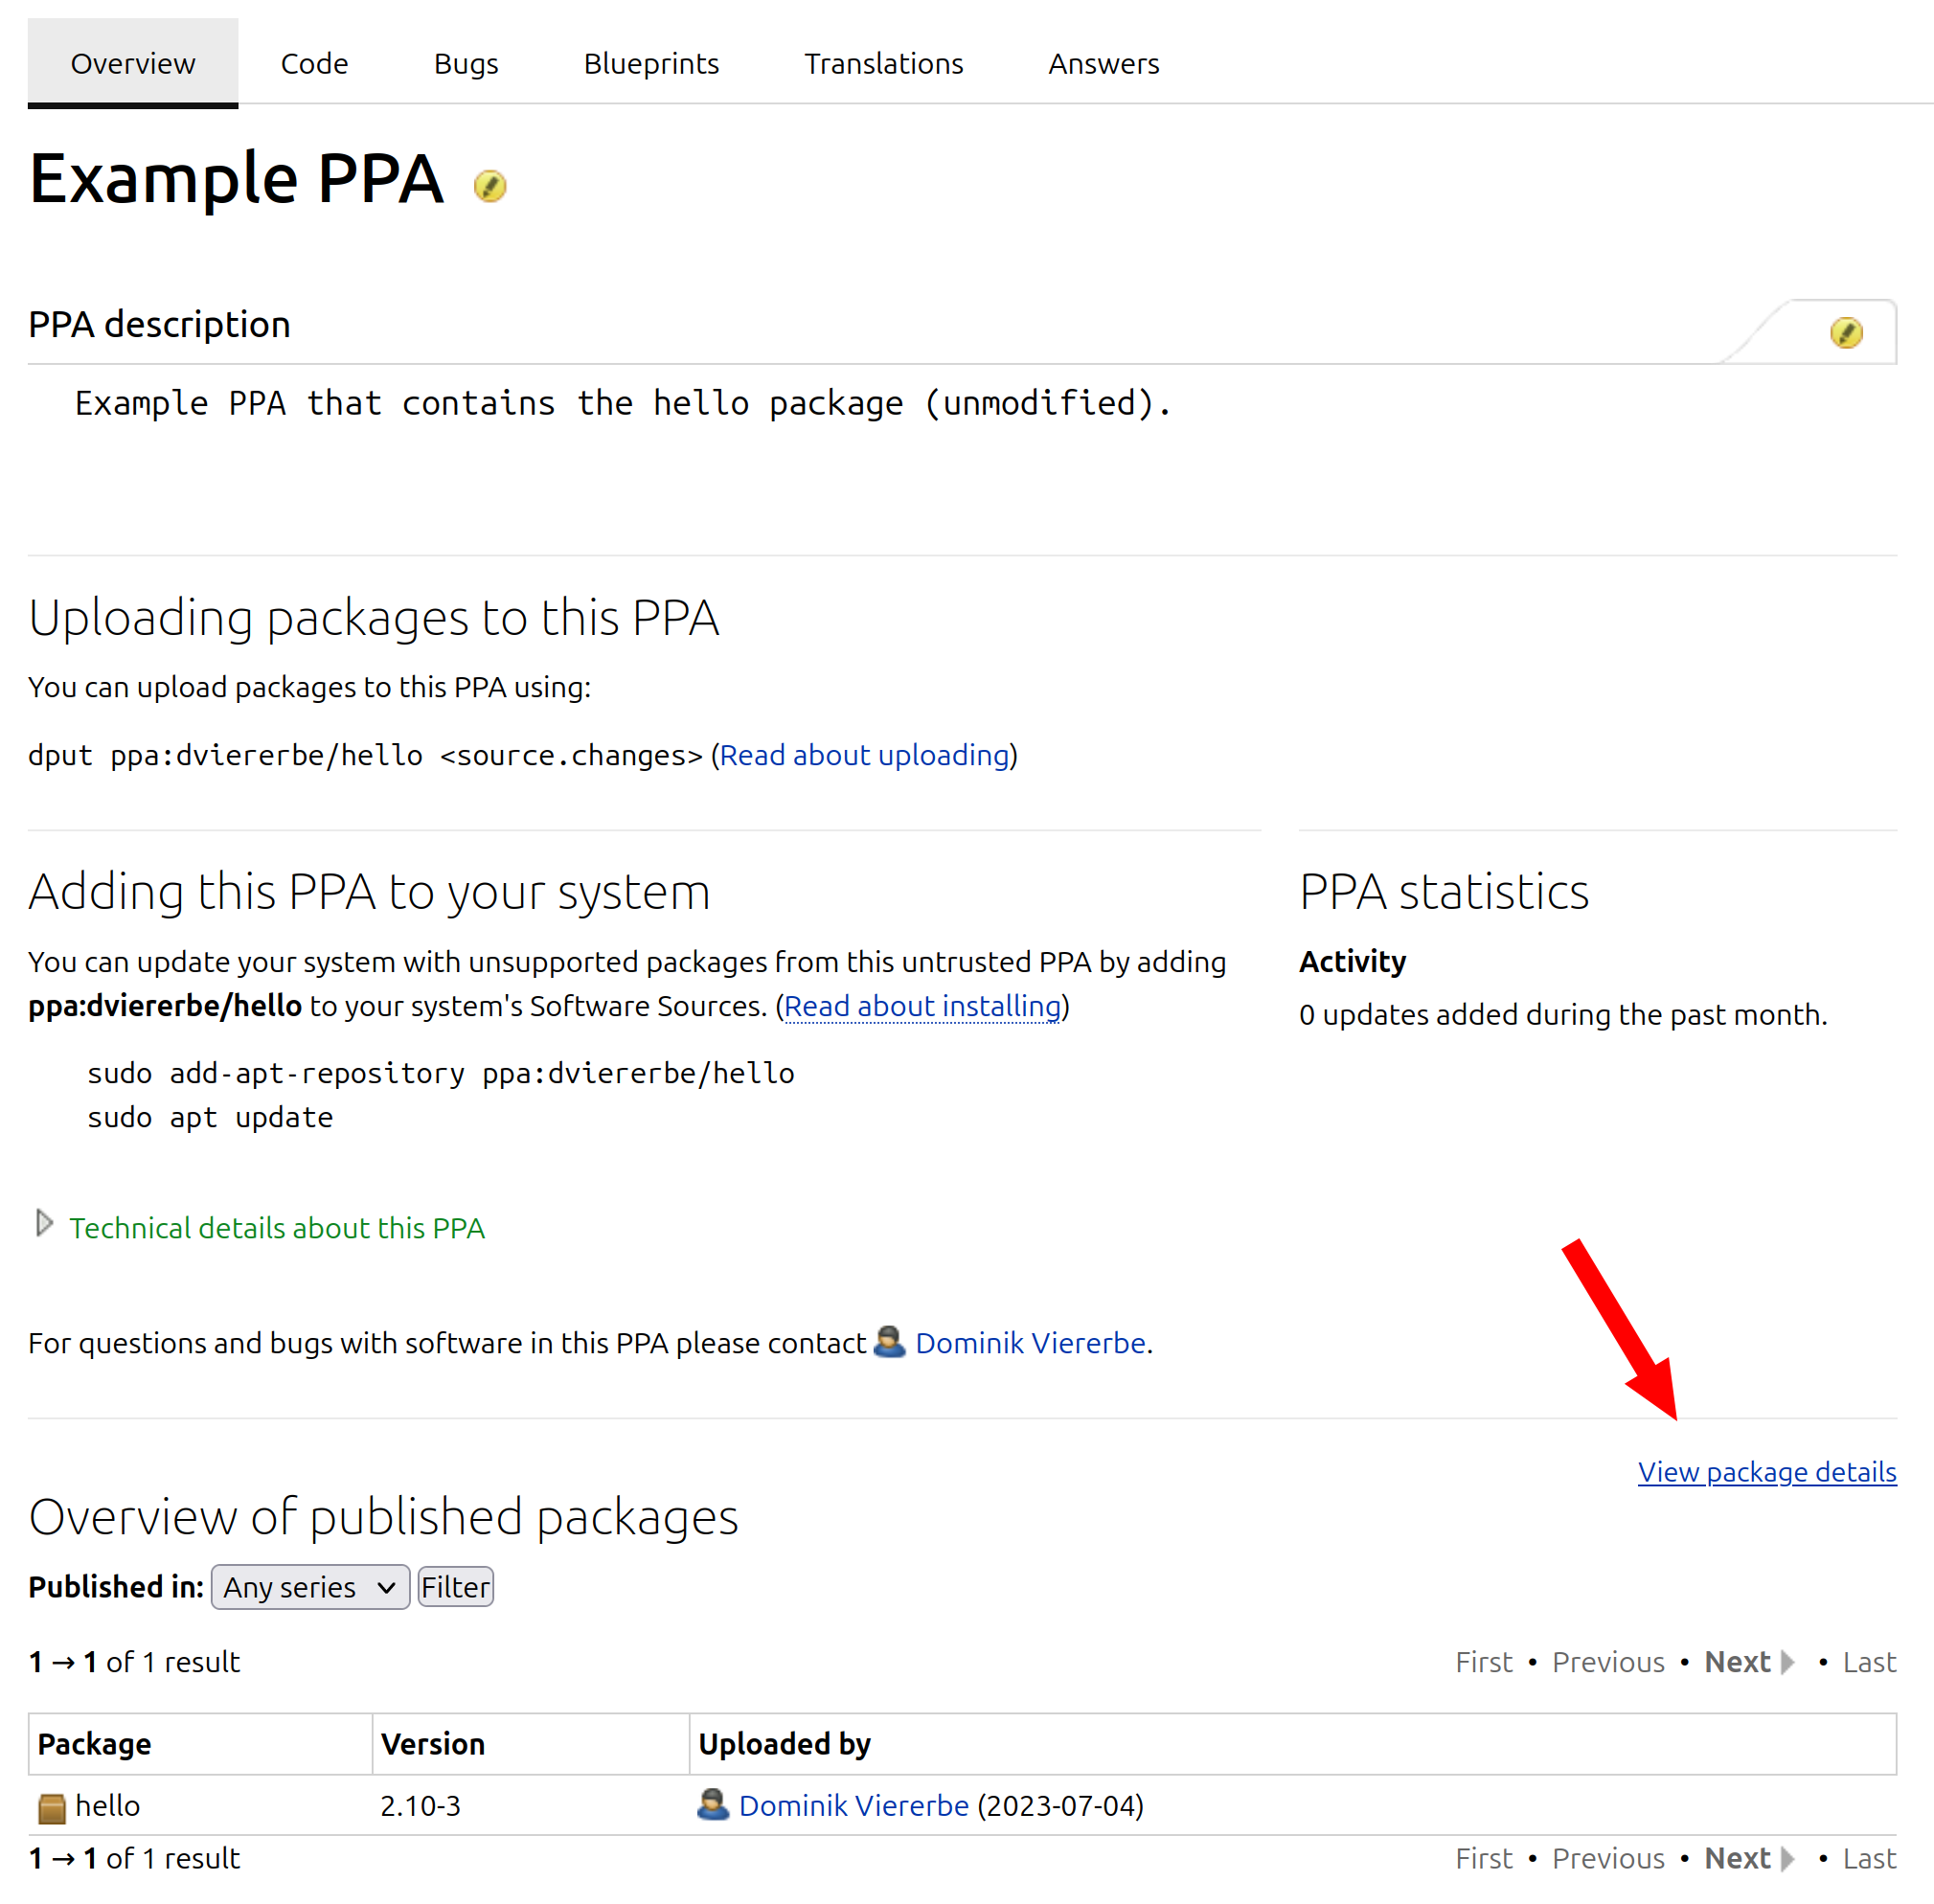 Overview Code Bugs Blueprints Translations Answers
Example PPA
PPA description
Example PPA that contains the hello package (unmodified).
Uploading packages to this PPA
You can upload packages to this PPA using:
dput ppa:dviererbe/hello <source.changes> (Read about uploading)
Adding this PPA to your system
You can update your system with unsupported packages from this untrusted PPA by adding
ppa:dviererbe/hello to your system's Software Sources. (Read about installing)
sudo add-apt-repository ppa:dviererbe/hello
sudo apt update
Technical details about this PPA
For questions and bugs with software in this PPA please contact Dominik Viererbe.
PPA statistics
Activity
0 updates added during the past month.
View package details
Overview of published packages
Published in: Any series Filter
1 → 1 of 1 result First • Previous • Next • Last
Package Version Uploaded by
hello 2.10-3 Dominik Viererbe (2023-07-04)
1 → 1 of 1 result First • Previous • Next • Last